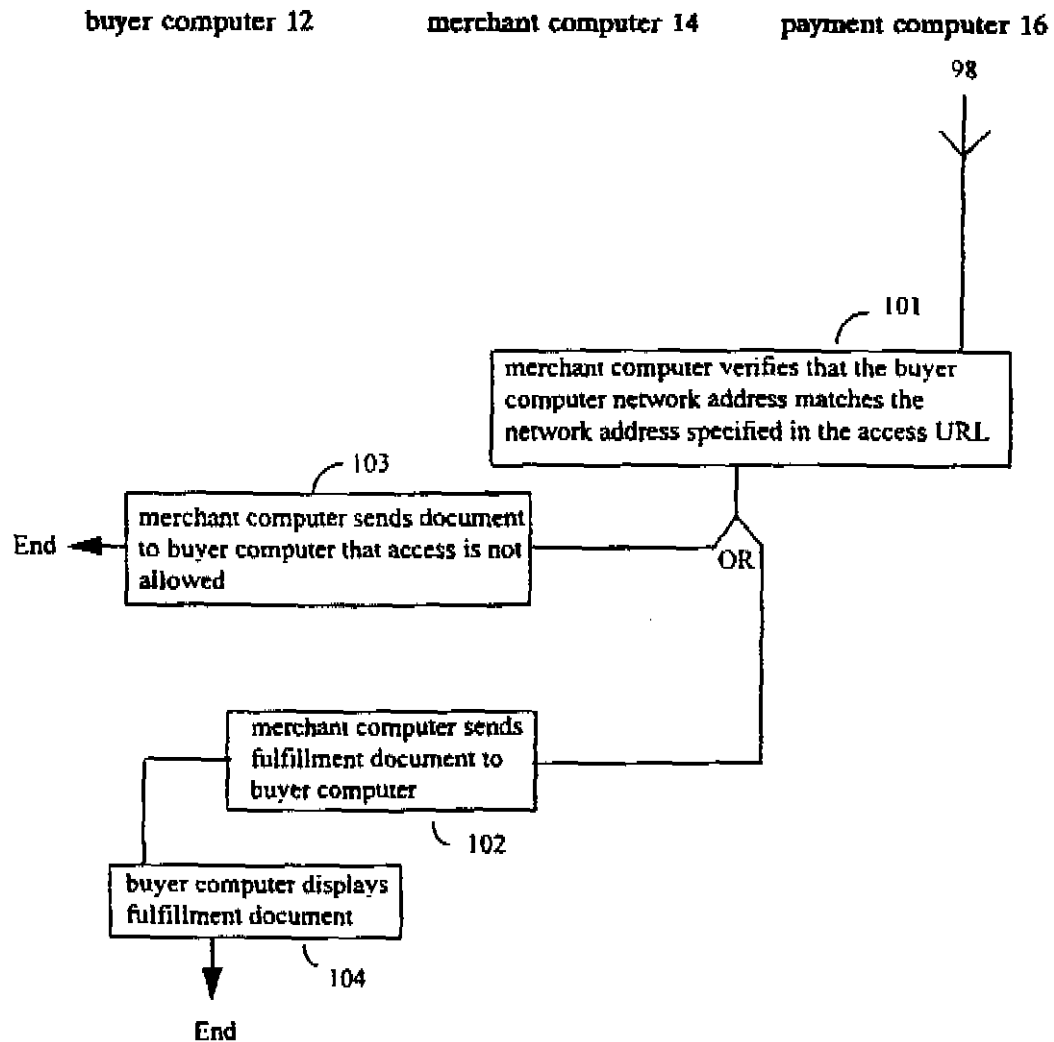 buyer computer 12 merchant computer 14 payment computer 16
98
101
merchant computer verifies that the buyer
computer network address matches the
network address specified in the access URL
103
merchant computer sends document
to buyer computer that access is not
allowed
End
OR
merchant computer sends
fulfillment document to
buyer computer
102
buyer computer displays
fulfillment document
104
End